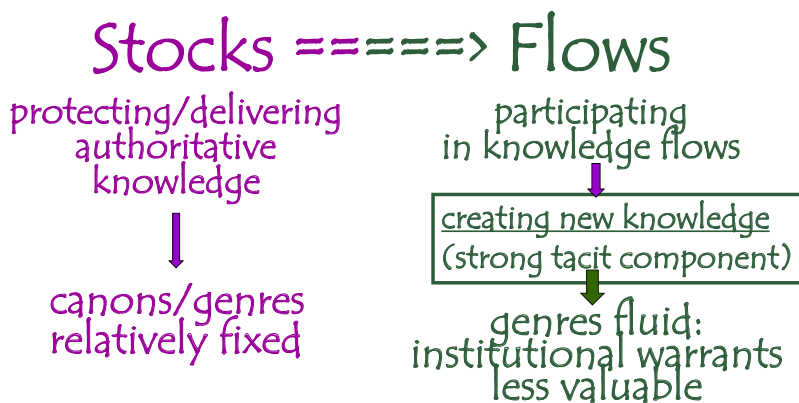 Stocks =====> Flows
protecting/delivering
authoritative
knowledge
canons/genres
relatively fixed
participating
in knowledge flows
creating new knowledge
(strong tacit component)
genres fluid:
institutional warrants
less valuable